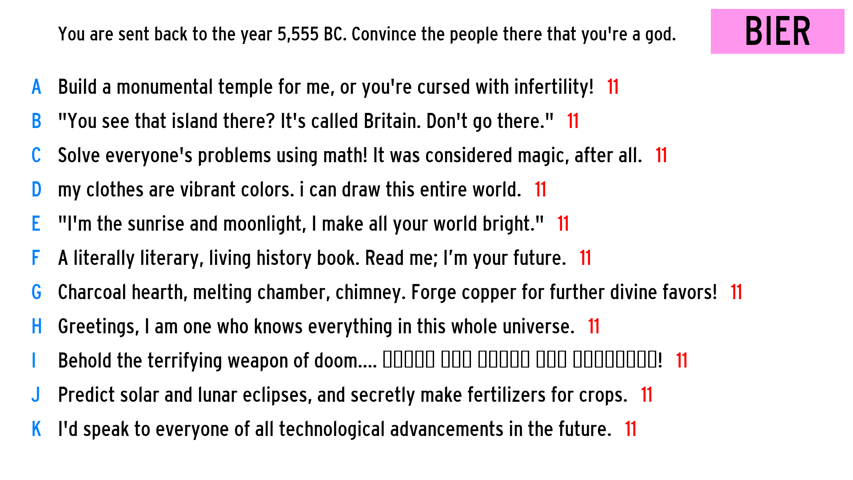 You are sent back to the year 5,555 BC. Convince the people there that you're a god.
BIER
A Build a monumental temple for me, or you're cursed with infertility! 11
B "You see that island there? It's called Britain. Don't go there." 11
C Solve everyone's problems using math! It was considered magic, after all. 11
D my clothes are vibrant colors. i can draw this entire world. 11
E "I'm the sunrise and moonlight, I make all your world bright." 11
F A literally literary, living history book. Read me; I’m your future. 11
G Charcoal hearth, melting chamber, chimney. Forge copper for further divine favors! 11
H Greetings, I am one who knows everything in this whole universe. 11
I Behold the terrifying weapon of doom.... ! 11
J Predict solar and lunar eclipses, and secretly make fertilizers for crops. 11
K I'd speak to everyone of all technological advancements in the future. 11